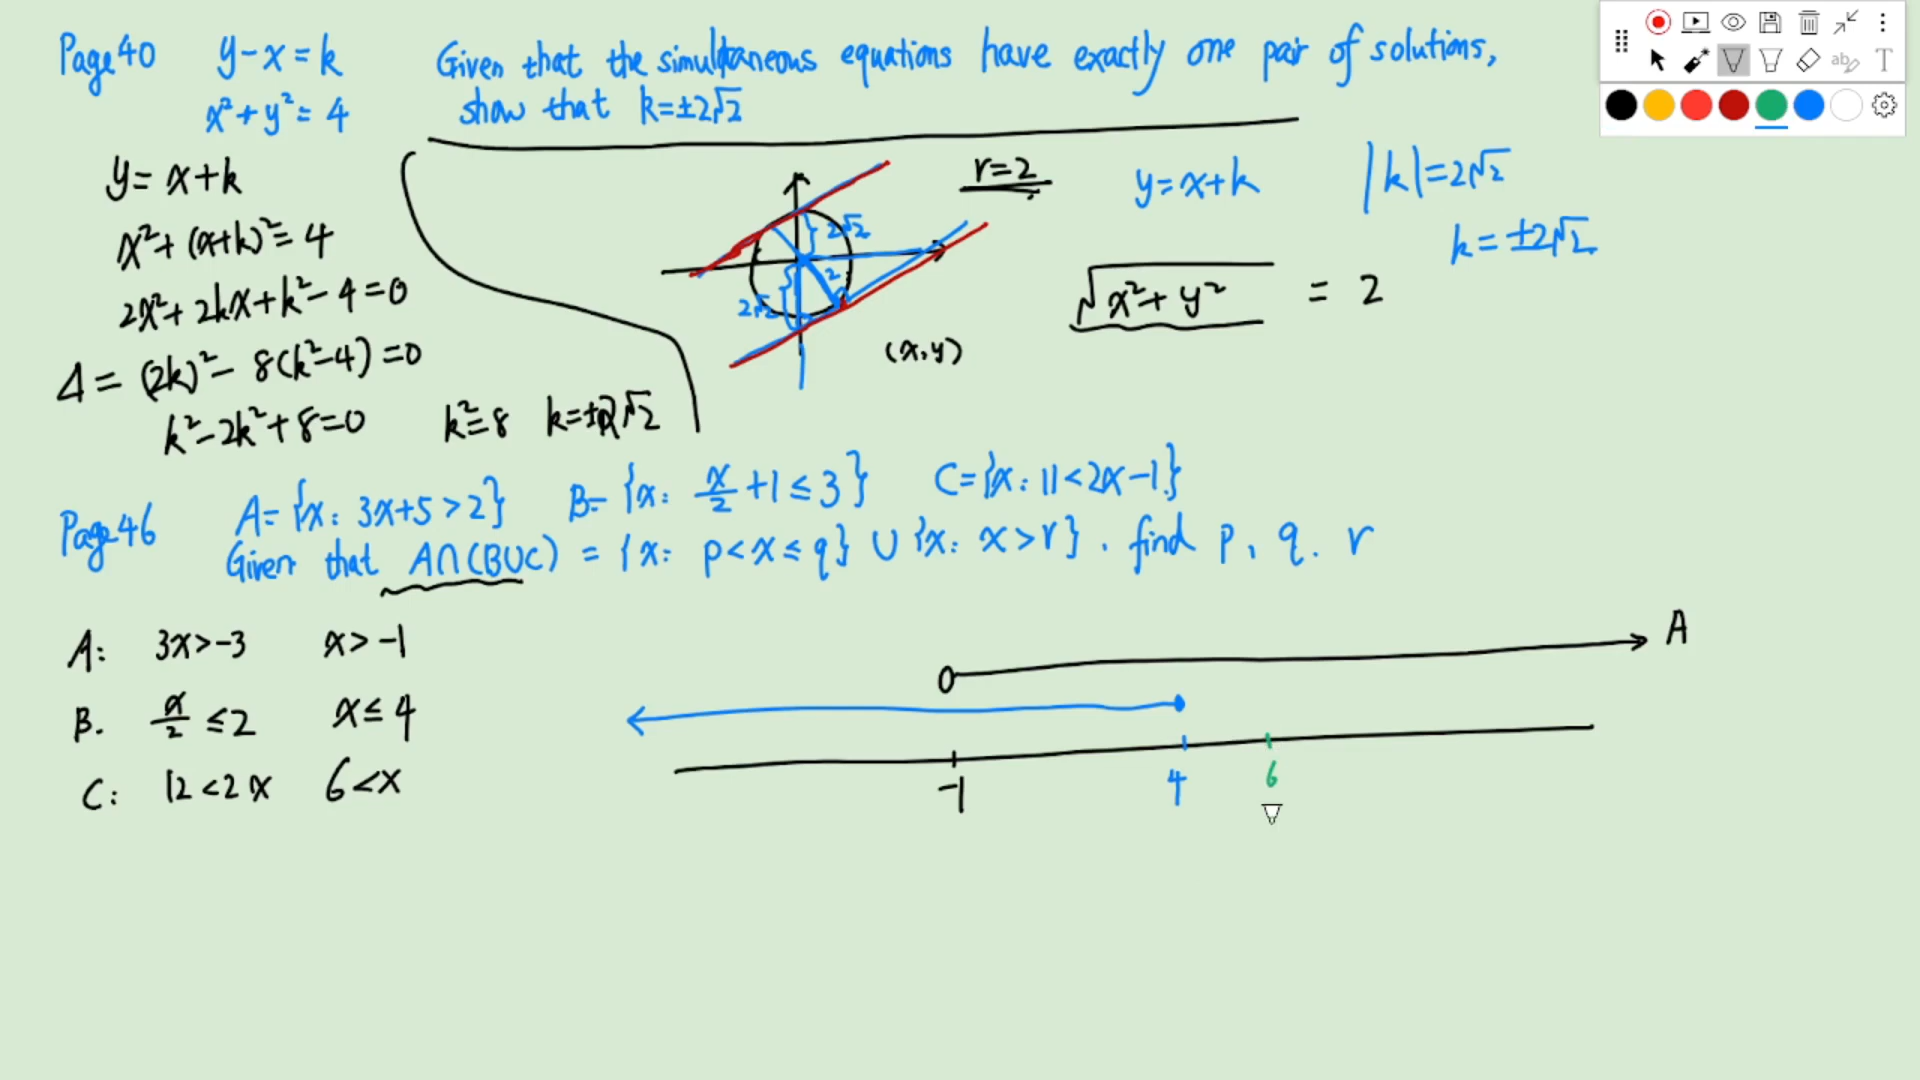 Page 40 y-x=k Given that the simultaneous equations have exactly one pair of solutions,
x²+y²=4 show that k=±2√2
y=x+k
x²+(x+k)²=4
2x²+2kx+k²-4=0
Δ=(2k)²-8(k²-4)=0
k²-2k²+8=0 k²=8 k=±2√2
r=2
2√2
2
2√2
(x,y)
y=x+k
|k|=2√2
k=±2√2
√x²+y² = 2
Page 46 A={x: 3x+5>2} B={x: x/2+1≤3} C={x: 11<2x-1}
Given that A∩(B∪C)={x: p<x≤q}∪{x: x>r}. find p, q. r
A: 3x>-3 x>-1
B. x/2≤2 x≤4
C: 12<2x 6<x
A
-1 4 6